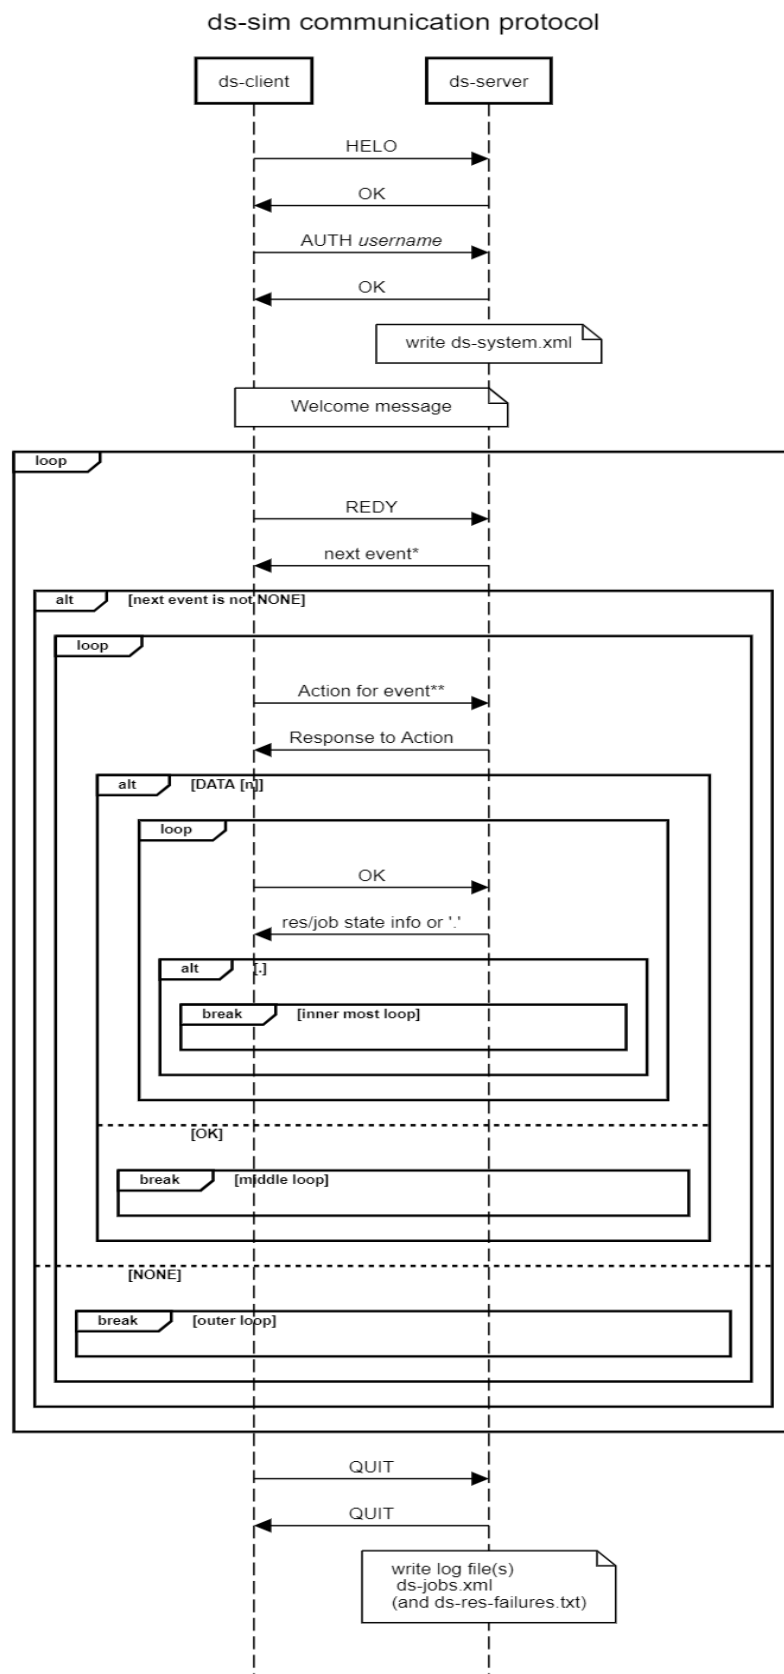 ds-sim communication protocol
ds-client
ds-server
HELO
OK
AUTH username
OK
write ds-system.xml
Welcome message
loop
REDY
next event*
alt
[next event is not NONE]
loop
Action for event**
Response to Action
alt
[DATA [n]]
loop
OK
res/job state info or '.'
alt
[.]
break
[inner most loop]
[OK]
break
[middle loop]
[NONE]
break
[outer loop]
QUIT
QUIT
write log file(s)
ds-jobs.xml
(and ds-res-failures.txt)